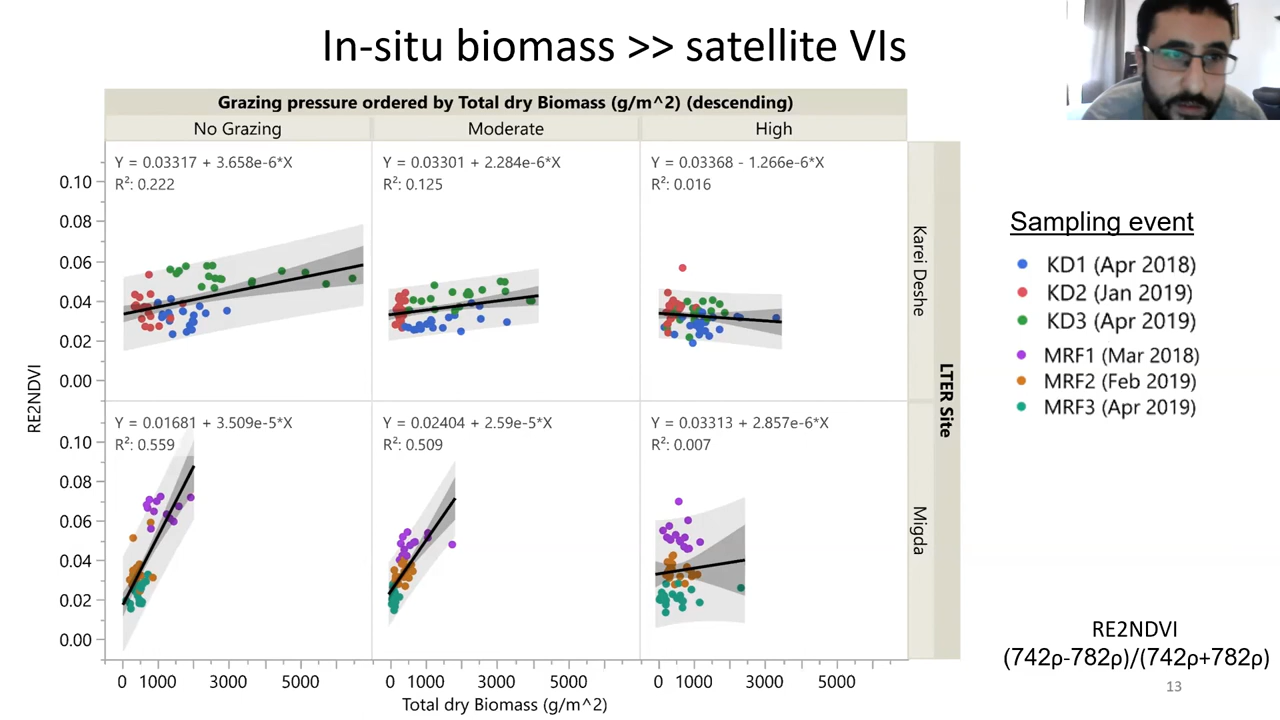 In-situ biomass >> satellite VIs
Grazing pressure ordered by Total dry Biomass (g/m^2) (descending)
No Grazing
Moderate
High
Y = 0.03317 + 3.658e-6*X
R²: 0.222
Y = 0.03301 + 2.284e-6*X
R²: 0.125
Y = 0.03368 - 1.266e-6*X
R²: 0.016
0.10
0.08
0.06
0.04
0.02
0.00
Karei Deshe
Y = 0.01681 + 3.509e-5*X
R²: 0.559
Y = 0.02404 + 2.59e-5*X
R²: 0.509
Y = 0.03313 + 2.857e-6*X
R²: 0.007
0.10
0.08
0.06
0.04
0.02
0.00
Migda
RE2NDVI
LTER Site
0 1000 3000 5000
0 1000 3000 5000
0 1000 3000 5000
Total dry Biomass (g/m^2)
Sampling event
KD1 (Apr 2018)
KD2 (Jan 2019)
KD3 (Apr 2019)
MRF1 (Mar 2018)
MRF2 (Feb 2019)
MRF3 (Apr 2019)
RE2NDVI
(742ρ-782ρ)/(742ρ+782ρ)
13